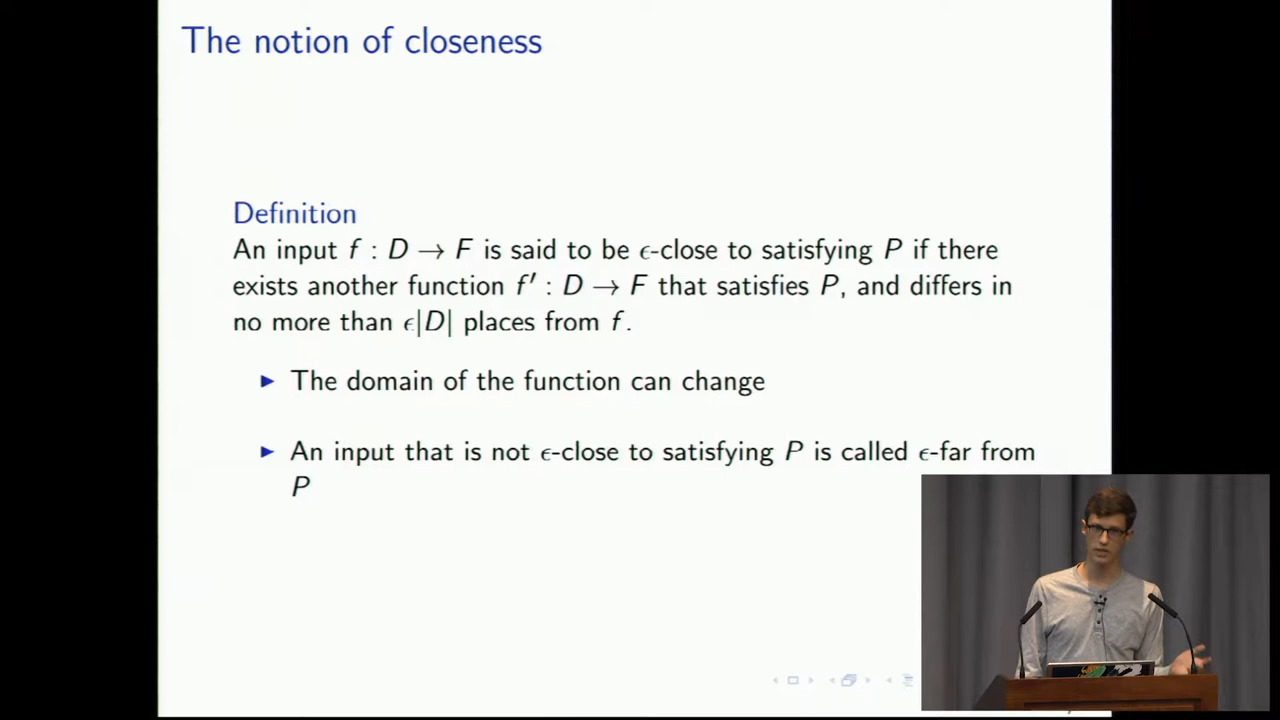 The notion of closeness
Definition
An input f : D → F is said to be ϵ-close to satisfying P if there
exists another function f′ : D → F that satisfies P, and differs in
no more than ϵ|D| places from f.
▶ The domain of the function can change
▶ An input that is not ϵ-close to satisfying P is called ϵ-far from
P